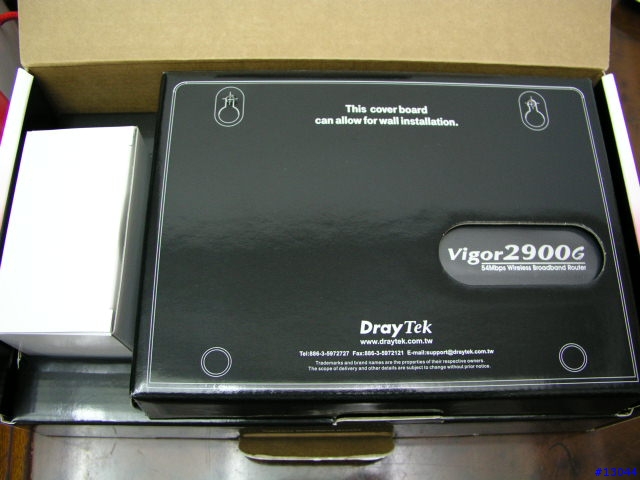 This cover board
can allow for wall installation.
Vigor2900G
54Mbps Wireless Broadband Router
DrayTek
www.draytek.com.tw
Tel:886-3-5972727 Fax:886-3-5972121 E-mail:support@draytek.com.tw
Trademarks and brand names are the properties of their respective owners.
The scope of delivery and other details are subject to change without prior notice.